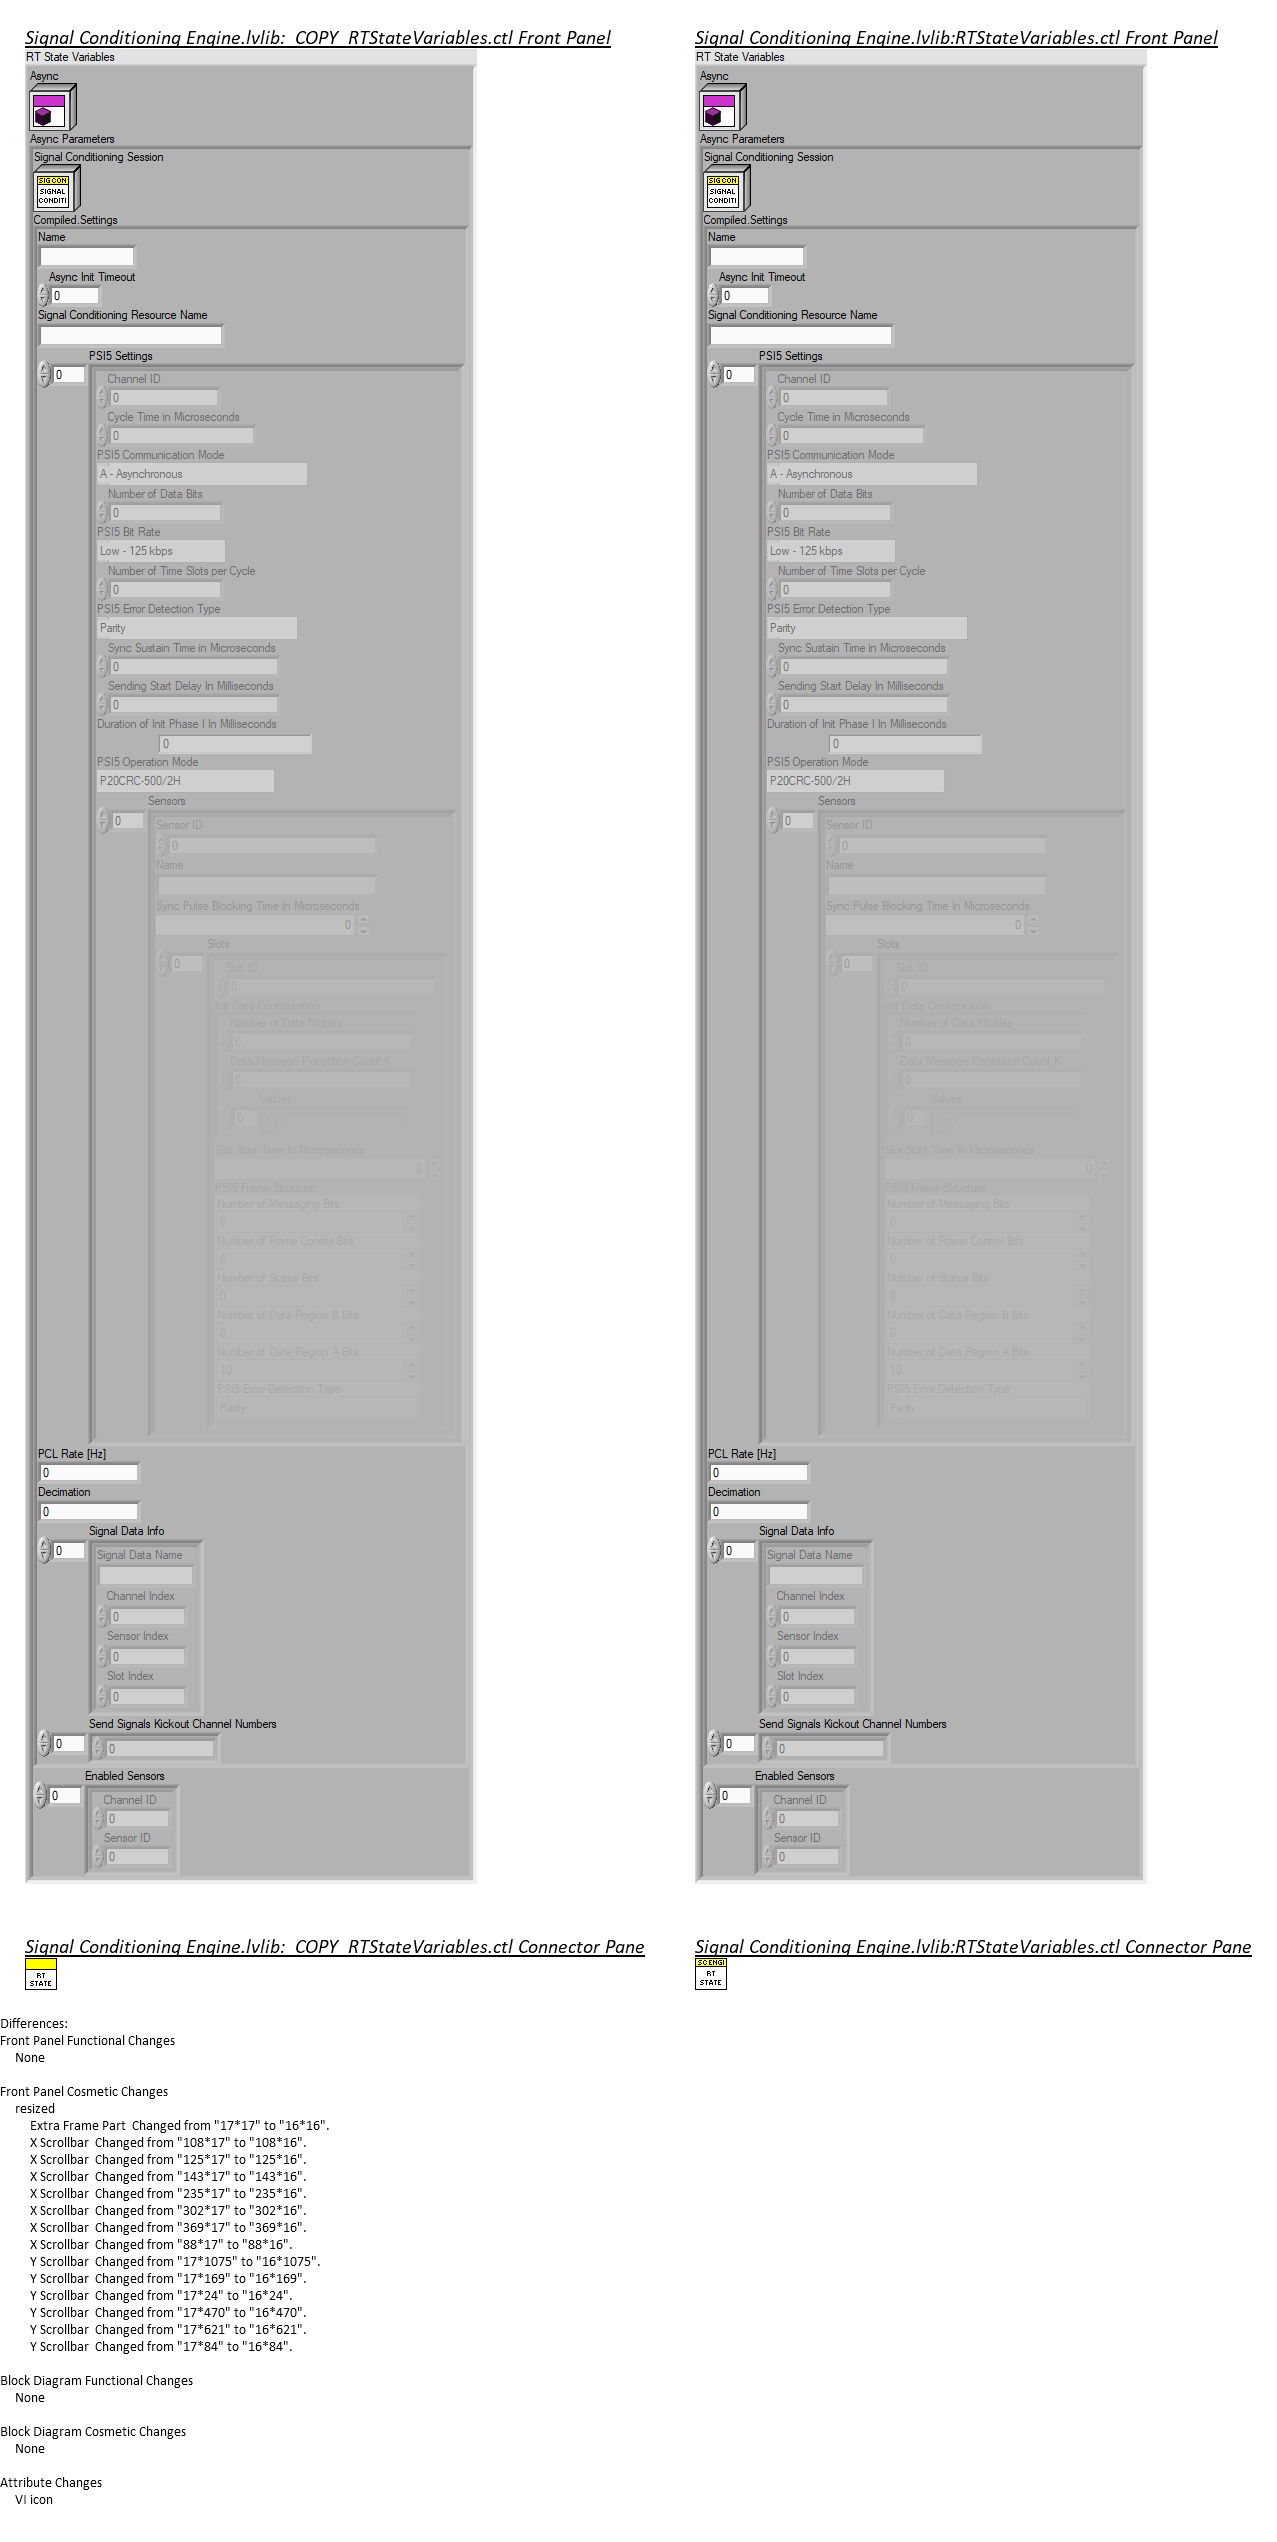 Signal Conditioning Engine.lvlib:_COPY_RTStateVariables.ctl Front Panel
RT State Variables
Async
Async Parameters
Signal Conditioning Session
SIGCON
SIGNAL
CONDITI
Compiled.Settings
Name
Async Init Timeout
0
Signal Conditioning Resource Name
PSI5 Settings
0
Channel ID
0
Cycle Time in Microseconds
0
PSI5 Communication Mode
A - Asynchronous
Number of Data Bits
0
PSI5 Bit Rate
Low - 125 kbps
Number of Time Slots per Cycle
0
PSI5 Error Detection Type
Parity
Sync Sustain Time in Microseconds
0
Sending Start Delay In Milliseconds
0
Duration of Init Phase I In Milliseconds
0
PSI5 Operation Mode
P20CRC-500/2H
Sensors
0
Sensor ID
0
Name
Sync Pulse Blocking Time In Microseconds
0
Slots
0
Slot ID
0
Init Data Configuration
Number of Data Nibbles
0
Data Message Repetition Count K
0
Values
0
0
Slot Start Time In Microseconds
0
PSI5 Frame Structure
Number of Messaging Bits
0
Number of Frame Control Bits
0
Number of Status Bits
0
Number of Data Region B Bits
0
Number of Data Region A Bits
10
PSI5 Error Detection Type
Parity
PCL Rate [Hz]
0
Decimation
0
Signal Data Info
0
Signal Data Name
Channel Index
0
Sensor Index
0
Slot Index
0
Send Signals Kickout Channel Numbers
0
0
Enabled Sensors
0
Channel ID
0
Sensor ID
0
Signal Conditioning Engine.lvlib:RTStateVariables.ctl Front Panel
RT State Variables
Async
Async Parameters
Signal Conditioning Session
SIGCON
SIGNAL
CONDITI
Compiled.Settings
Name
Async Init Timeout
0
Signal Conditioning Resource Name
PSI5 Settings
0
Channel ID
0
Cycle Time in Microseconds
0
PSI5 Communication Mode
A - Asynchronous
Number of Data Bits
0
PSI5 Bit Rate
Low - 125 kbps
Number of Time Slots per Cycle
0
PSI5 Error Detection Type
Parity
Sync Sustain Time in Microseconds
0
Sending Start Delay In Milliseconds
0
Duration of Init Phase I In Milliseconds
0
PSI5 Operation Mode
P20CRC-500/2H
Sensors
0
Sensor ID
0
Name
Sync Pulse Blocking Time In Microseconds
0
Slots
0
Slot ID
0
Init Data Configuration
Number of Data Nibbles
0
Data Message Repetition Count K
0
Values
0
0
Slot Start Time In Microseconds
0
PSI5 Frame Structure
Number of Messaging Bits
0
Number of Frame Control Bits
0
Number of Status Bits
0
Number of Data Region B Bits
0
Number of Data Region A Bits
10
PSI5 Error Detection Type
Parity
PCL Rate [Hz]
0
Decimation
0
Signal Data Info
0
Signal Data Name
Channel Index
0
Sensor Index
0
Slot Index
0
Send Signals Kickout Channel Numbers
0
0
Enabled Sensors
0
Channel ID
0
Sensor ID
0
Signal Conditioning Engine.lvlib:_COPY_RTStateVariables.ctl Connector Pane
RT
STATE
Signal Conditioning Engine.lvlib:RTStateVariables.ctl Connector Pane
SC ENGI
RT
STATE
Differences:
Front Panel Functional Changes
None
Front Panel Cosmetic Changes
resized
Extra Frame Part  Changed from "17*17" to "16*16".
X Scrollbar  Changed from "108*17" to "108*16".
X Scrollbar  Changed from "125*17" to "125*16".
X Scrollbar  Changed from "143*17" to "143*16".
X Scrollbar  Changed from "235*17" to "235*16".
X Scrollbar  Changed from "302*17" to "302*16".
X Scrollbar  Changed from "369*17" to "369*16".
X Scrollbar  Changed from "88*17" to "88*16".
Y Scrollbar  Changed from "17*1075" to "16*1075".
Y Scrollbar  Changed from "17*169" to "16*169".
Y Scrollbar  Changed from "17*24" to "16*24".
Y Scrollbar  Changed from "17*470" to "16*470".
Y Scrollbar  Changed from "17*621" to "16*621".
Y Scrollbar  Changed from "17*84" to "16*84".
Block Diagram Functional Changes
None
Block Diagram Cosmetic Changes
None
Attribute Changes
VI icon